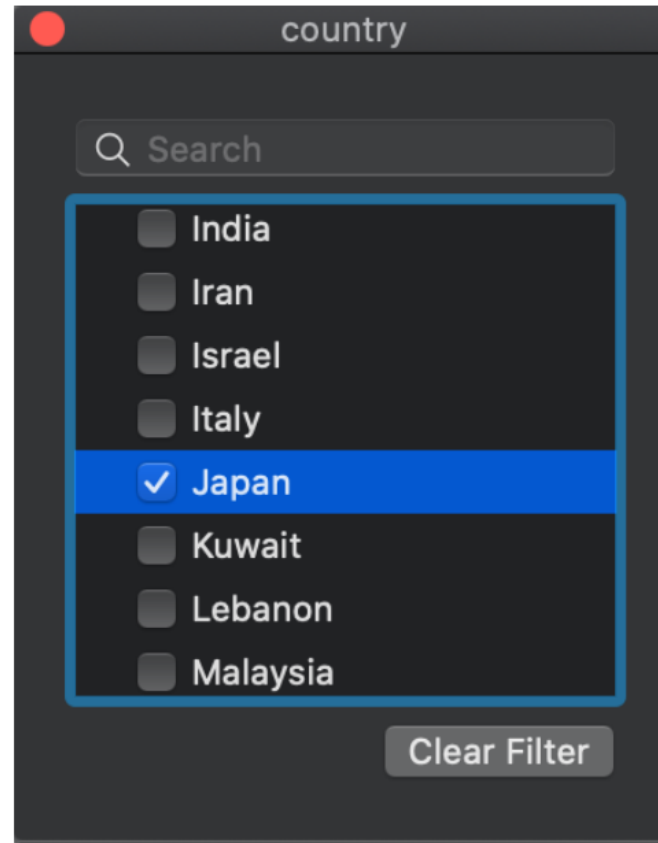 country
Search
India
Iran
Israel
Italy
Japan
Kuwait
Lebanon
Malaysia
Clear Filter